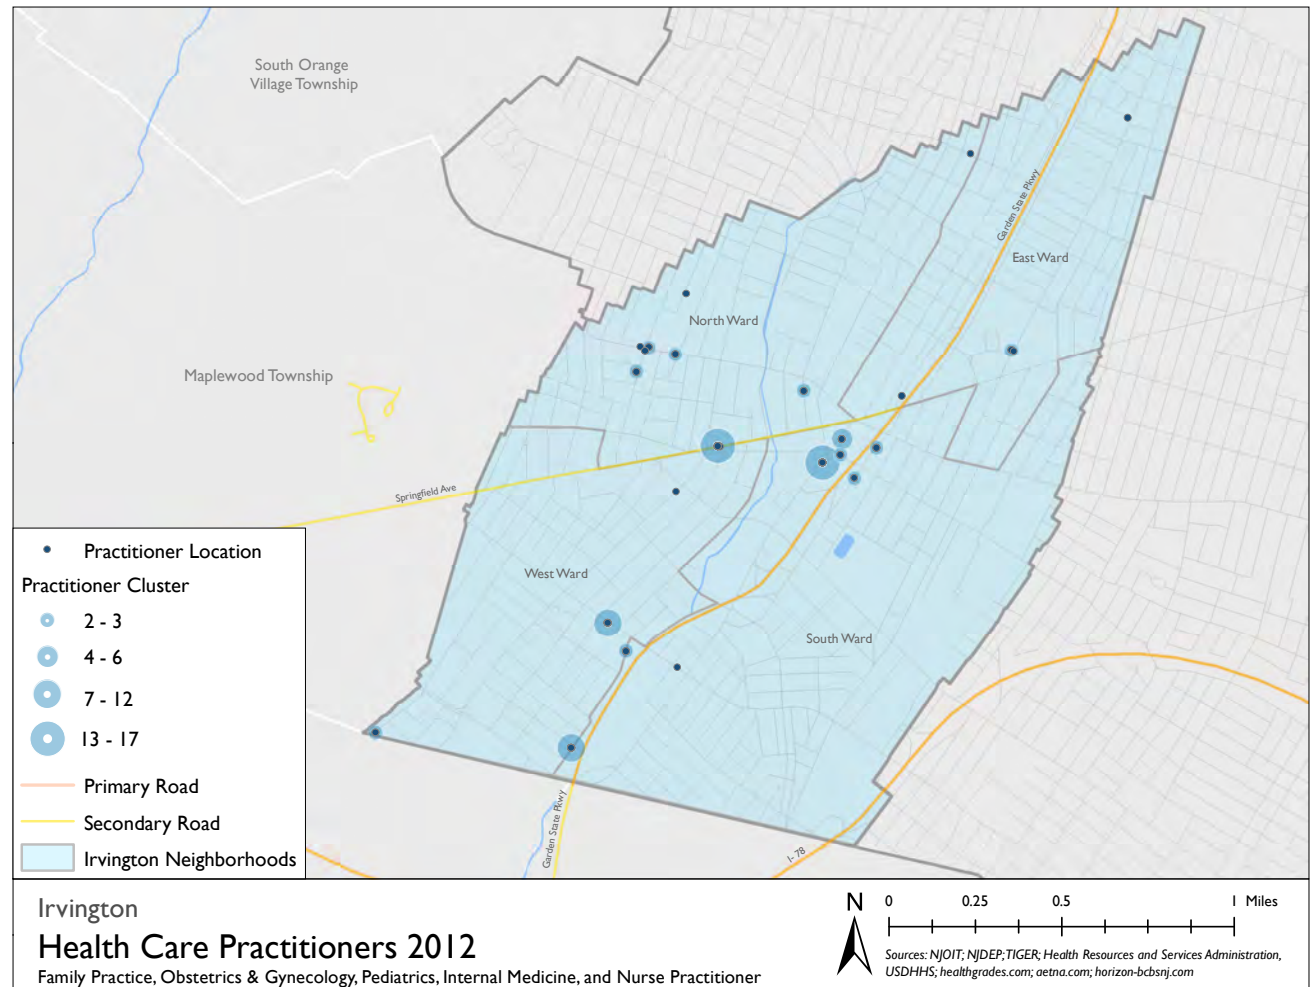 South Orange
Village Township
Garden State Pkwy
East Ward
North Ward
Maplewood Township
Springfield Ave
West Ward
South Ward
Garden State Pkwy
I-78
Practitioner Location
Practitioner Cluster
2 - 3
4 - 6
7 - 12
13 - 17
Primary Road
Secondary Road
Irvington Neighborhoods
Irvington
Health Care Practitioners 2012
Family Practice, Obstetrics & Gynecology, Pediatrics, Internal Medicine, and Nurse Practitioner
N
0 0.25 0.5 1 Miles
Sources: NJOIT; NJDEP;TIGER; Health Resources and Services Administration,
USDHHS; healthgrades.com; aetna.com; horizon-bcbsnj.com